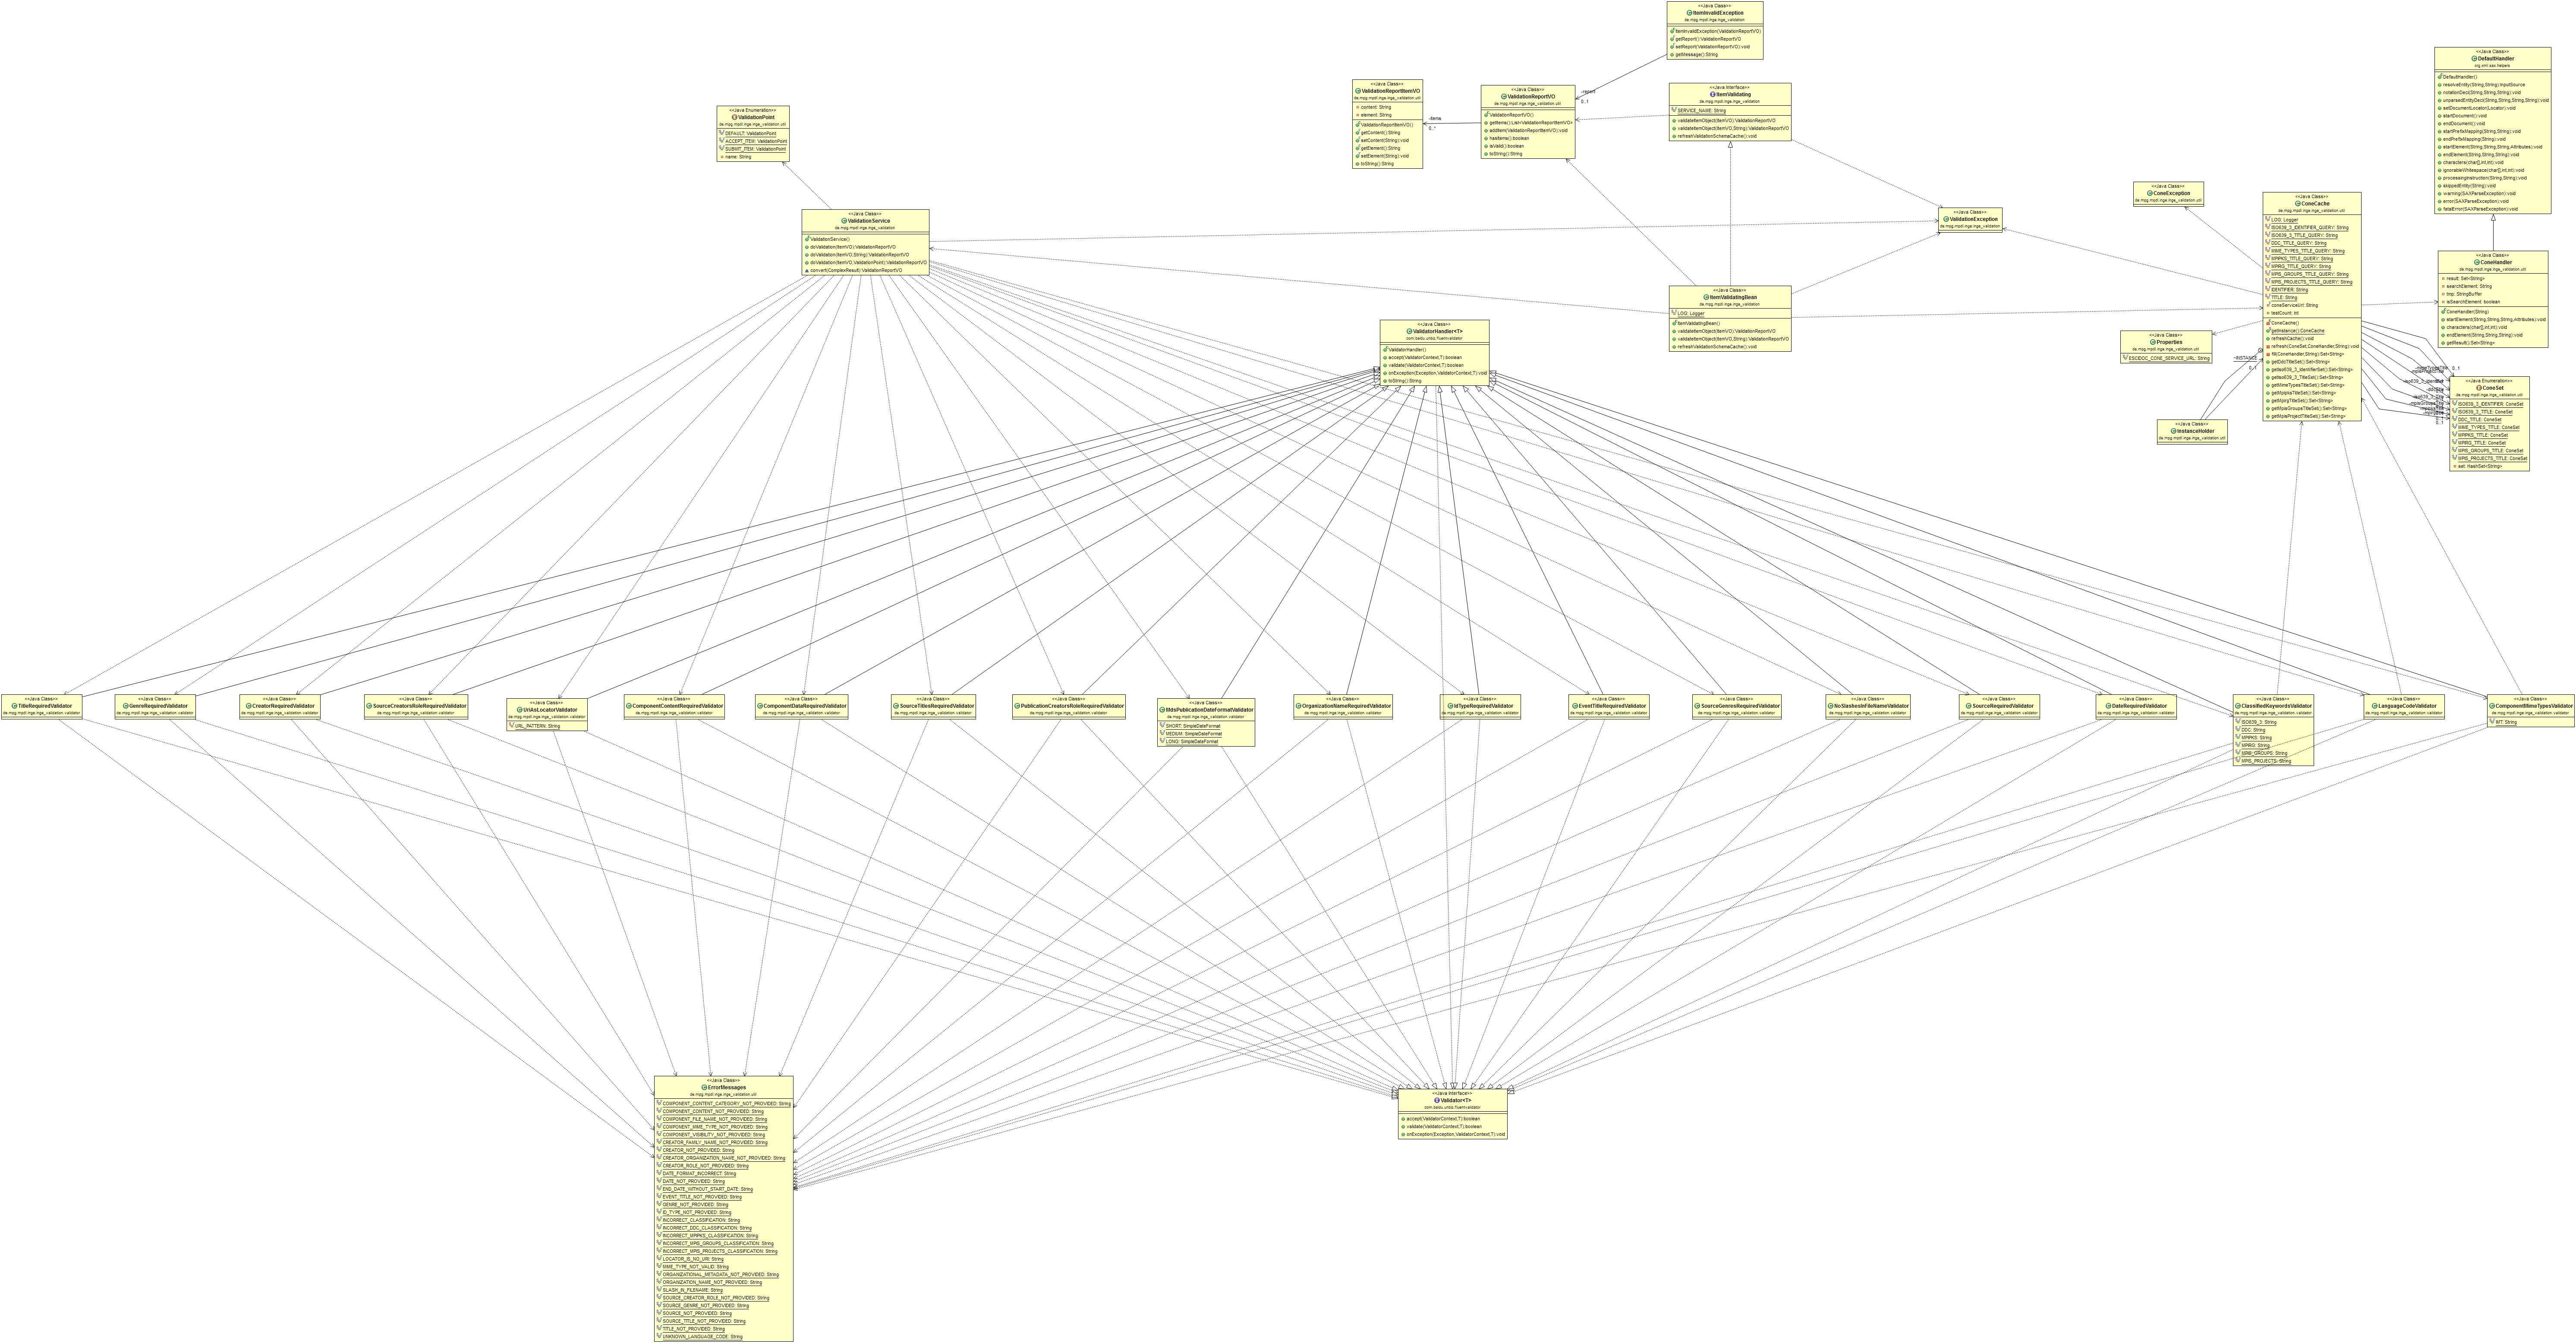 <<Java Class>>
ItemInvalidException
de.mpg.mpdl.inge.inge_validation
ItemInvalidException(ValidationReportVO)
getReport():ValidationReportVO
setReport(ValidationReportVO):void
getMessage():String
<<Java Class>>
DefaultHandler
org.xml.sax.helpers
DefaultHandler()
resolveEntity(String,String):InputSource
notationDecl(String,String,String):void
unparsedEntityDecl(String,String,String,String):void
setDocumentLocator(Locator):void
startDocument():void
endDocument():void
startPrefixMapping(String,String):void
endPrefixMapping(String):void
startElement(String,String,String,Attributes):void
endElement(String,String,String):void
characters(char[],int,int):void
ignorableWhitespace(char[],int,int):void
processingInstruction(String,String):void
skippedEntity(String):void
warning(SAXParseException):void
error(SAXParseException):void
fatalError(SAXParseException):void
<<Java Class>>
ValidationReportItemVO
de.mpg.mpdl.inge.inge_validation.util
content: String
element: String
ValidationReportItemVO()
getContent():String
setContent(String):void
getElement():String
setElement(String):void
toString():String
-items
0..*
<<Java Class>>
ValidationReportVO
de.mpg.mpdl.inge.inge_validation.util
ValidationReportVO()
getItems():List<ValidationReportItemVO>
addItem(ValidationReportItemVO):void
hasItems():boolean
isValid():boolean
toString():String
-report
0..1
<<Java Interface>>
ItemValidating
de.mpg.mpdl.inge.inge_validation
SERVICE_NAME: String
validateItemObject(ItemVO):ValidationReportVO
validateItemObject(ItemVO,String):ValidationReportVO
refreshValidationSchemaCache():void
<<Java Enumeration>>
ValidationPoint
de.mpg.mpdl.inge.inge_validation.util
DEFAULT: ValidationPoint
ACCEPT_ITEM: ValidationPoint
SUBMIT_ITEM: ValidationPoint
name: String
<<Java Class>>
ValidationService
de.mpg.mpdl.inge.inge_validation
ValidationService()
doValidation(ItemVO):ValidationReportVO
doValidation(ItemVO,String):ValidationReportVO
doValidation(ItemVO,ValidationPoint):ValidationReportVO
convert(ComplexResult):ValidationReportVO
<<Java Class>>
ValidationException
de.mpg.mpdl.inge.inge_validation
<<Java Class>>
ConeException
de.mpg.mpdl.inge.inge_validation.util
<<Java Class>>
ConeCache
de.mpg.mpdl.inge.inge_validation.util
LOG: Logger
ISO639_3_IDENTIFIER_QUERY: String
ISO639_3_TITLE_QUERY: String
DDC_TITLE_QUERY: String
MIME_TYPES_TITLE_QUERY: String
MPIPKS_TITLE_QUERY: String
MPIRG_TITLE_QUERY: String
MPIS_GROUPS_TITLE_QUERY: String
MPIS_PROJECTS_TITLE_QUERY: String
IDENTIFIER: String
TITLE: String
coneServiceUrl: String
testCount: int
ConeCache()
getInstance():ConeCache
refreshCache():void
refresh(ConeSet,ConeHandler,String):void
fill(ConeHandler,String):Set<String>
getDdcTitleSet():Set<String>
getIso639_3_IdentifierSet():Set<String>
getIso639_3_TitleSet():Set<String>
getMimeTypesTitleSet():Set<String>
getMpipksTitleSet():Set<String>
getMpirgTitleSet():Set<String>
getMpisGroupsTitleSet():Set<String>
getMpisProjectTitleSet():Set<String>
<<Java Class>>
ConeHandler
de.mpg.mpdl.inge.inge_validation.util
result: Set<String>
searchElement: String
tmp: StringBuffer
isSearchElement: boolean
ConeHandler(String)
startElement(String,String,String,Attributes):void
characters(char[],int,int):void
endElement(String,String,String):void
getResult():Set<String>
<<Java Class>>
ItemValidatingBean
de.mpg.mpdl.inge.inge_validation
LOG: Logger
ItemValidatingBean()
validateItemObject(ItemVO):ValidationReportVO
validateItemObject(ItemVO,String):ValidationReportVO
refreshValidationSchemaCache():void
<<Java Class>>
ValidatorHandler<T>
com.baidu.unbiz.fluentvalidator
ValidatorHandler()
accept(ValidatorContext,T):boolean
validate(ValidatorContext,T):boolean
onException(Exception,ValidatorContext,T):void
toString():String
<<Java Class>>
Properties
de.mpg.mpdl.inge.inge_validation.util
ESCIDOC_CONE_SERVICE_URL: String
-INSTANCE
0..1
0..1
0..1
<<Java Enumeration>>
ConeSet
de.mpg.mpdl.inge.inge_validation.util
ISO639_3_IDENTIFIER: ConeSet
ISO639_3_TITLE: ConeSet
DDC_TITLE: ConeSet
MIME_TYPES_TITLE: ConeSet
MPIPKS_TITLE: ConeSet
MPIRG_TITLE: ConeSet
MPIS_GROUPS_TITLE: ConeSet
MPIS_PROJECTS_TITLE: ConeSet
set: HashSet<String>
<<Java Class>>
InstanceHolder
de.mpg.mpdl.inge.inge_validation.util
<<Java Class>>
TitleRequiredValidator
de.mpg.mpdl.inge.inge_validation.validator
<<Java Class>>
GenreRequiredValidator
de.mpg.mpdl.inge.inge_validation.validator
<<Java Class>>
CreatorRequiredValidator
de.mpg.mpdl.inge.inge_validation.validator
<<Java Class>>
SourceCreatorsRoleRequiredValidator
de.mpg.mpdl.inge.inge_validation.validator
<<Java Class>>
UriAsLocatorValidator
de.mpg.mpdl.inge.inge_validation.validator
URL_PATTERN: String
<<Java Class>>
ComponentContentRequiredValidator
de.mpg.mpdl.inge.inge_validation.validator
<<Java Class>>
ComponentDataRequiredValidator
de.mpg.mpdl.inge.inge_validation.validator
<<Java Class>>
SourceTitlesRequiredValidator
de.mpg.mpdl.inge.inge_validation.validator
<<Java Class>>
PublicationCreatorsRoleRequiredValidator
de.mpg.mpdl.inge.inge_validation.validator
<<Java Class>>
MdsPublicationDateFormatValidator
de.mpg.mpdl.inge.inge_validation.validator
SHORT: SimpleDateFormat
MEDIUM: SimpleDateFormat
LONG: SimpleDateFormat
<<Java Class>>
OrganizationNameRequiredValidator
de.mpg.mpdl.inge.inge_validation.validator
<<Java Class>>
IdTypeRequiredValidator
de.mpg.mpdl.inge.inge_validation.validator
<<Java Class>>
EventTitleRequiredValidator
de.mpg.mpdl.inge.inge_validation.validator
<<Java Class>>
SourceGenresRequiredValidator
de.mpg.mpdl.inge.inge_validation.validator
<<Java Class>>
NoSlashesInFileNameValidator
de.mpg.mpdl.inge.inge_validation.validator
<<Java Class>>
SourceRequiredValidator
de.mpg.mpdl.inge.inge_validation.validator
<<Java Class>>
DateRequiredValidator
de.mpg.mpdl.inge.inge_validation.validator
<<Java Class>>
ClassifiedKeywordsValidator
de.mpg.mpdl.inge.inge_validation.validator
ISO639_3: String
DDC: String
MPIPKS: String
MPIRG: String
MPIS_GROUPS: String
MPIS_PROJECTS: String
<<Java Class>>
LanguageCodeValidator
de.mpg.mpdl.inge.inge_validation.validator
<<Java Class>>
ComponentMimeTypesValidator
de.mpg.mpdl.inge.inge_validation.validator
IMT: String
<<Java Class>>
ErrorMessages
de.mpg.mpdl.inge.inge_validation.util
COMPONENT_CONTENT_CATEGORY_NOT_PROVIDED: String
COMPONENT_CONTENT_NOT_PROVIDED: String
COMPONENT_FILE_NAME_NOT_PROVIDED: String
COMPONENT_MIME_TYPE_NOT_PROVIDED: String
COMPONENT_VISIBILITY_NOT_PROVIDED: String
CREATOR_FAMILY_NAME_NOT_PROVIDED: String
CREATOR_NOT_PROVIDED: String
CREATOR_ORGANIZATION_NAME_NOT_PROVIDED: String
CREATOR_ROLE_NOT_PROVIDED: String
DATE_FORMAT_INCORRECT: String
DATE_NOT_PROVIDED: String
END_DATE_WITHOUT_START_DATE: String
EVENT_TITLE_NOT_PROVIDED: String
GENRE_NOT_PROVIDED: String
ID_TYPE_NOT_PROVIDED: String
INCORRECT_CLASSIFICATION: String
INCORRECT_DDC_CLASSIFICATION: String
INCORRECT_MPIPKS_CLASSIFICATION: String
INCORRECT_MPIS_GROUPS_CLASSIFICATION: String
INCORRECT_MPIS_PROJECTS_CLASSIFICATION: String
LOCATOR_IS_NO_URI: String
MIME_TYPE_NOT_VALID: String
ORGANIZATIONAL_METADATA_NOT_PROVIDED: String
ORGANIZATION_NAME_NOT_PROVIDED: String
SLASH_IN_FILENAME: String
SOURCE_CREATOR_ROLE_NOT_PROVIDED: String
SOURCE_GENRE_NOT_PROVIDED: String
SOURCE_NOT_PROVIDED: String
SOURCE_TITLE_NOT_PROVIDED: String
TITLE_NOT_PROVIDED: String
UNKNOWN_LANGUAGE_CODE: String
<<Java Interface>>
Validator<T>
com.baidu.unbiz.fluentvalidator
accept(ValidatorContext,T):boolean
validate(ValidatorContext,T):boolean
onException(Exception,ValidatorContext,T):void